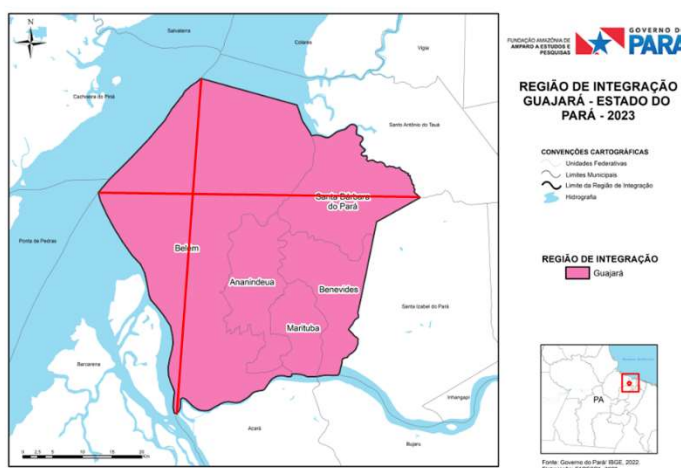 N
Salvaterra
Colares
Vigia
Cachoeira do Arari
Santo Antônio do Tauá
Santa Bárbara
do Pará
Ponta de Pedras
Belém
Ananindeua
Benevides
Santa Izabel do Pará
Marituba
Barcarena
Inhangapi
Acará
Bujaru
FUNDAÇÃO AMAZÔNIA DE
AMPARO A ESTUDOS E
PESQUISAS
GOVERNO DO
PARÁ
REGIÃO DE INTEGRAÇÃO
GUAJARÁ - ESTADO DO
PARÁ - 2023
CONVENÇÕES CARTOGRÁFICAS
Unidades Federativas
Limites Municipais
Limite da Região de Integração
Hidrografia
REGIÃO DE INTEGRAÇÃO
Guajará
PA
Fonte: Governo do Pará/ IBGE, 2022.